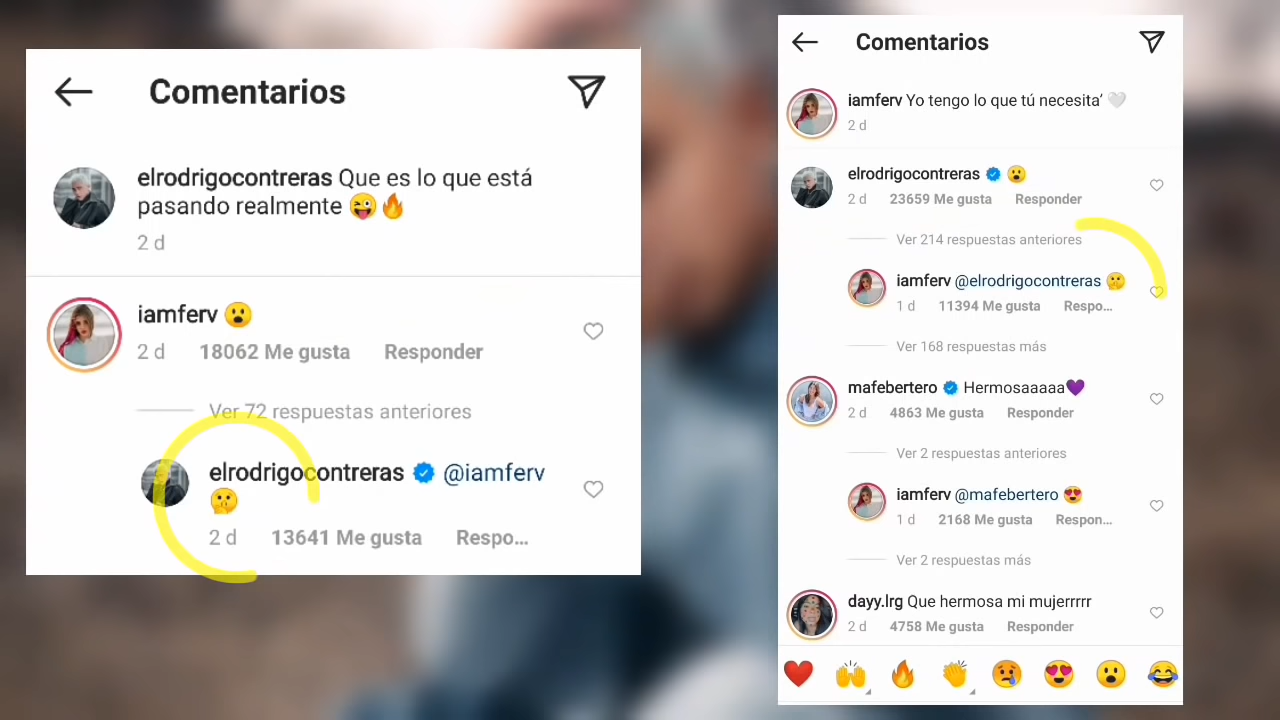 Comentarios
elrodrigocontreras Que es lo que está
pasando realmente 😜🔥
2 d
iamferv 😮
2 d 18062 Me gusta Responder
Ver 72 respuestas anteriores
elrodrigocontreras @iamferv
🤫
2 d 13641 Me gusta Respo...
Comentarios
iamferv Yo tengo lo que tú necesita’ 🤍
2 d
elrodrigocontreras 😮
2 d 23659 Me gusta Responder
Ver 214 respuestas anteriores
iamferv @elrodrigocontreras 🤫
1 d 11394 Me gusta Respo...
Ver 168 respuestas más
mafebertero Hermosaaaaa💜
2 d 4863 Me gusta Responder
Ver 2 respuestas anteriores
iamferv @mafebertero 😍
1 d 2168 Me gusta Respon...
Ver 2 respuestas más
dayy.lrg Que hermosa mi mujerrrrr
2 d 4758 Me gusta Responder